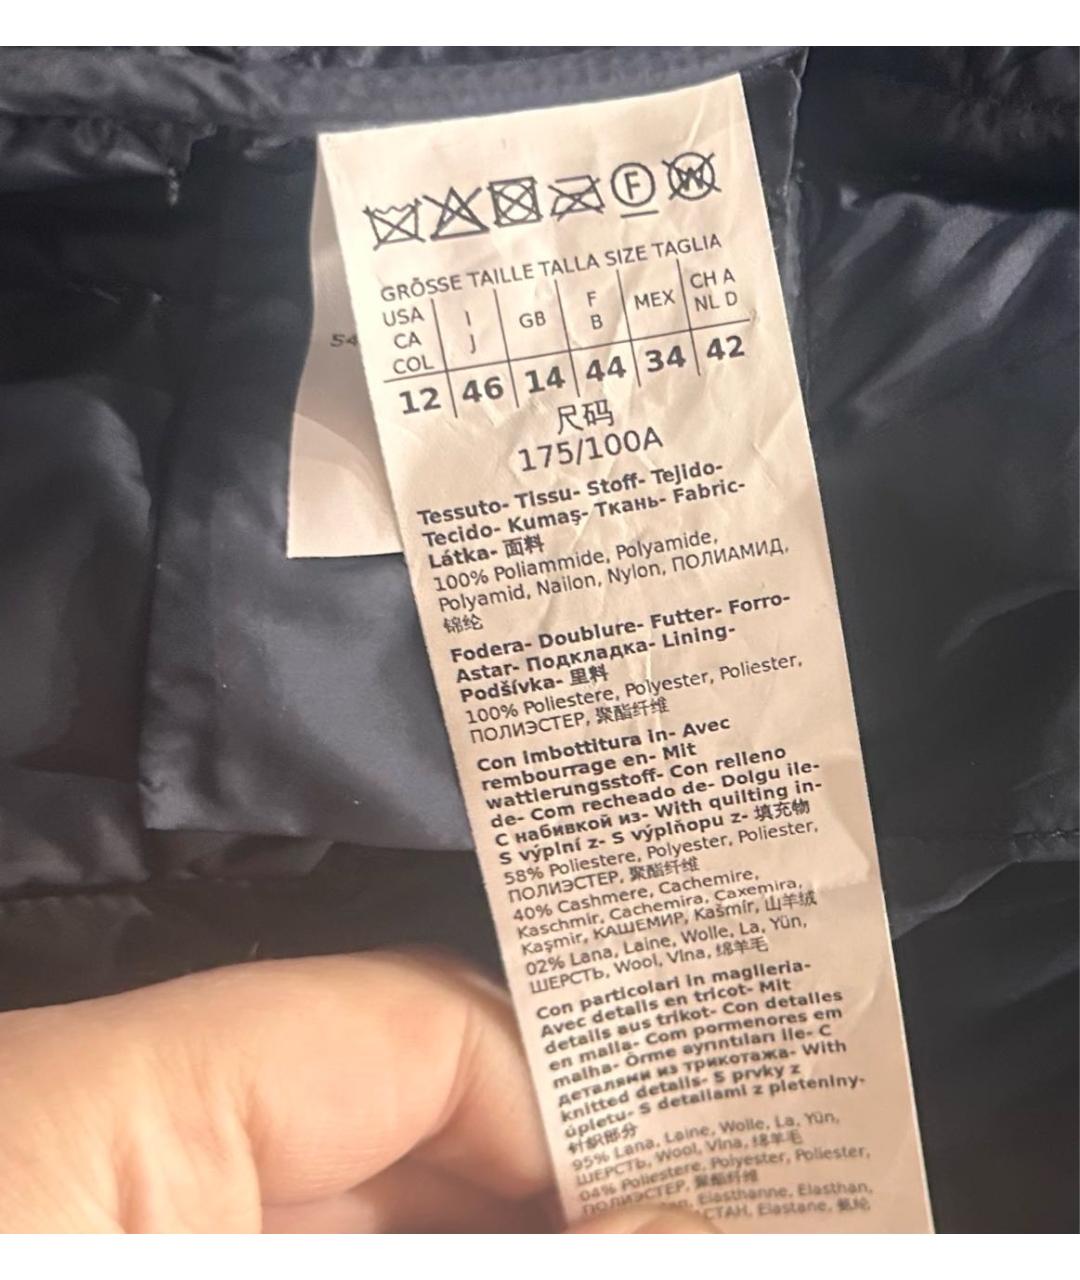 F
W
GRÖSSE TAILLE TALLA SIZE TAGLIA
USA CA COL
I J
GB
F B
MEX
CH A NL D
12 46 14 44 34 42
尺码
175/100A
54
Tessuto- Tissu- Stoff- Tejido-
Tecido- Kumaş- Ткань- Fabric-
Látka- 面料
100% Poliammide, Polyamide,
Polyamid, Nailon, Nylon, ПОЛИАМИД,
锦纶
Fodera- Doublure- Futter- Forro-
Astar- Подкладка- Lining-
Podšívka- 里料
100% Poliestere, Polyester, Poliester,
ПОЛИЭСТЕР, 聚酯纤维
Con imbottitura in- Avec
rembourrage en- Mit
wattierungsstoff- Con relleno
de- Com recheado de- Dolgu ile-
С набивкой из- With quilting in-
S výplní z- S výplňopu z- 填充物
58% Poliestere, Polyester, Poliester,
ПОЛИЭСТЕР, 聚酯纤维
40% Cashmere, Cachemire,
Kaschmir, Cachemira, Caxemira,
Kaşmir, КАШЕМИР, Kašmír, 山羊绒
02% Lana, Laine, Wolle, La, Yün,
ШЕРСТЬ, Wool, Vlna, 绵羊毛
Con particolari in maglieria-
Avec details en tricot- Mit
details aus trikot- Con detalles
en malla- Com pormenores em
malha- Örme ayrıntıları ile- С
деталями из трикотажа- With
knitted details- S prvky z
úpletu- S detailami z pleteniny-
针织部分
95% Lana, Laine, Wolle, La, Yün,
ШЕРСТЬ, Wool, Vlna, 绵羊毛
04% Poliestere, Polyester, Poliester,
ПОЛИЭСТЕР, 聚酯纤维
Elasthanne, Elasthan,
СТАН, Elastane, 氨纶